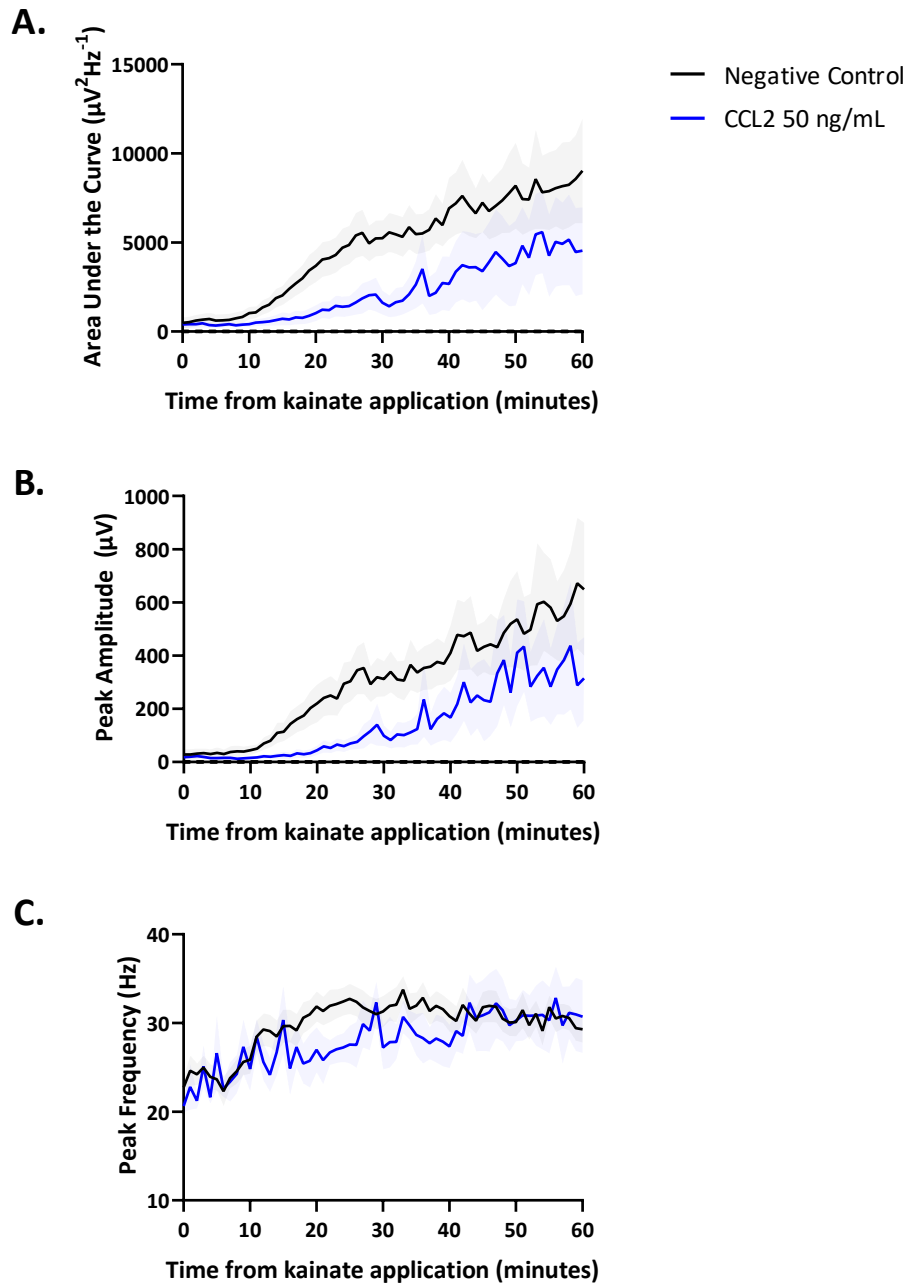 A.
Area Under the Curve (µV²Hz⁻¹)
15000
10000
5000
0
0 10 20 30 40 50 60
Time from kainate application (minutes)
Negative Control
CCL2 50 ng/mL
B.
Peak Amplitude (µV)
1000
800
600
400
200
0
0 10 20 30 40 50 60
Time from kainate application (minutes)
C.
Peak Frequency (Hz)
40
30
20
10
0 10 20 30 40 50 60
Time from kainate application (minutes)